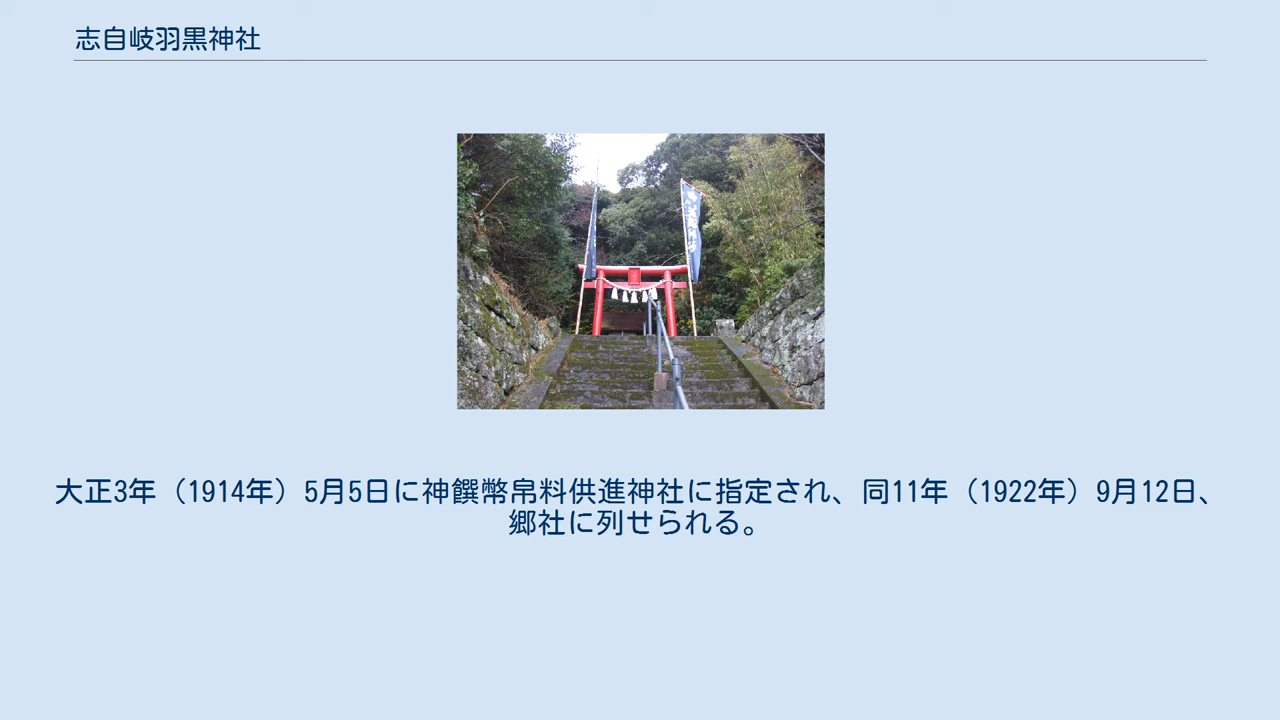 志自岐羽黒神社
大正3年（1914年）5月5日に神饌幣帛料供進神社に指定され、同11年（1922年）9月12日、
郷社に列せられる。